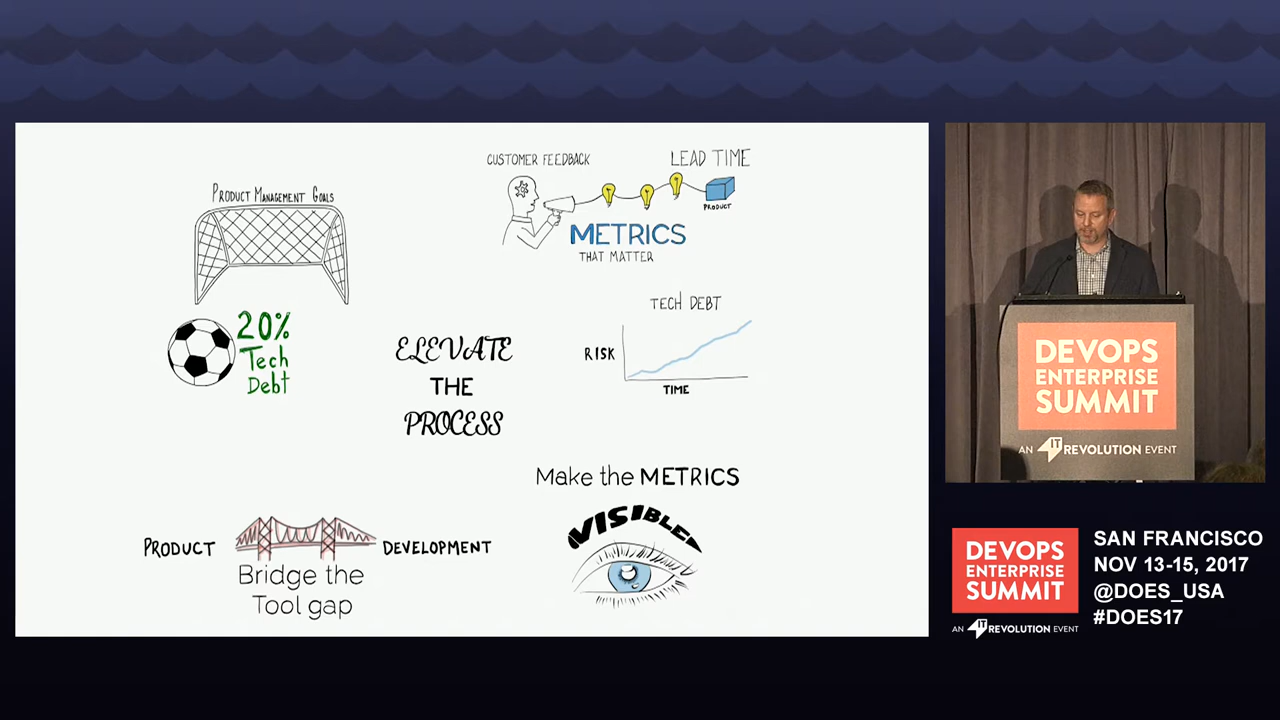 CUSTOMER FEEDBACK
LEAD TIME
PRODUCT
METRICS
THAT MATTER
PRODUCT MANAGEMENT GOALS
20%
Tech
Debt
ELEVATE
THE
PROCESS
TECH DEBT
RISK
TIME
Make the METRICS
VISIBLE
PRODUCT
DEVELOPMENT
Bridge the
Tool gap
DEVOPS
ENTERPRISE
SUMMIT
AN IT REVOLUTION EVENT
DEVOPS
ENTERPRISE
SUMMIT
AN IT REVOLUTION EVENT
SAN FRANCISCO
NOV 13-15, 2017
@DOES_USA
#DOES17